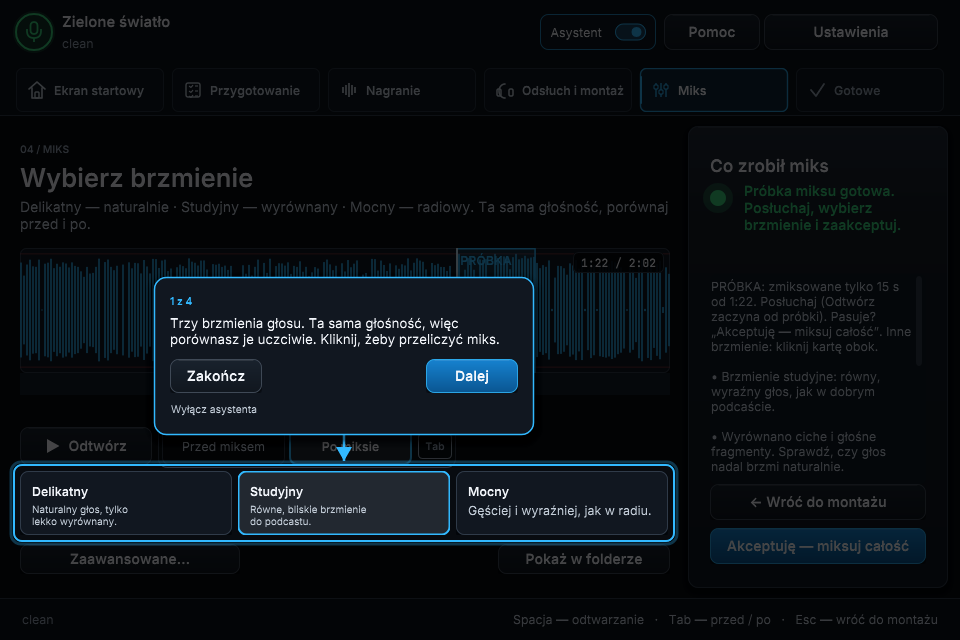 Zielone światło
clean
Asystent
Pomoc
Ustawienia
Ekran startowy
Przygotowanie
Nagranie
Odsłuch i montaż
Miks
Gotowe
04 / MIKS
Wybierz brzmienie
Delikatny — naturalnie · Studyjny — wyrównany · Mocny — radiowy. Ta sama głośność, porównaj
przed i po.
PRÓBKA
1:22 / 2:02
1 z 4
Trzy brzmienia głosu. Ta sama głośność, więc
porównasz je uczciwie. Kliknij, żeby przeliczyć miks.
Zakończ
Dalej
Wyłącz asystenta
Odtwórz
Przed miksem
Po miksie
Tab
Delikatny
Naturalny głos, tylko
lekko wyrównany.
Studyjny
Równe, bliskie brzmienie
do podcastu.
Mocny
Gęściej i wyraźniej, jak w radiu.
Zaawansowane...
Pokaż w folderze
Co zrobił miks
Próbka miksu gotowa.
Posłuchaj, wybierz
brzmienie i zaakceptuj.
PRÓBKA: zmiksowane tylko 15 s
od 1:22. Posłuchaj (Odtwórz
zaczyna od próbki). Pasuje?
„Akceptuję — miksuj całość”. Inne
brzmienie: kliknij kartę obok.
• Brzmienie studyjne: równy,
wyraźny głos, jak w dobrym
podcaście.
• Wyrównano ciche i głośne
fragmenty. Sprawdź, czy głos
nadal brzmi naturalnie.
← Wróć do montażu
Akceptuję — miksuj całość
clean
Spacja — odtwarzanie · Tab — przed / po · Esc — wróć do montażu